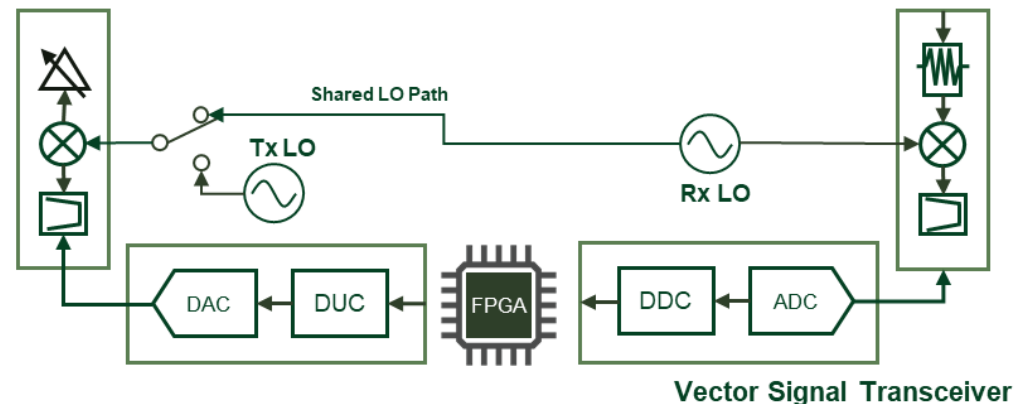 Shared LO Path
Tx LO
Rx LO
DAC
DUC
FPGA
DDC
ADC
Vector Signal Transceiver